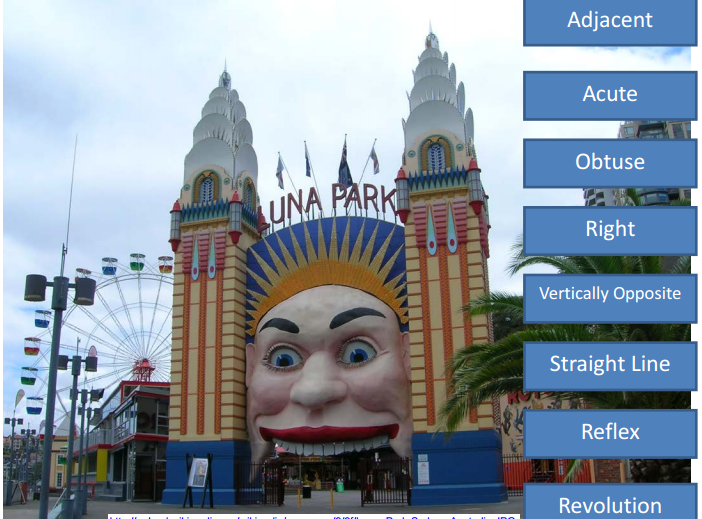 Adjacent
Acute
Obtuse
LUNA PARK
Right
Vertically Opposite
Straight Line
Reflex
Revolution